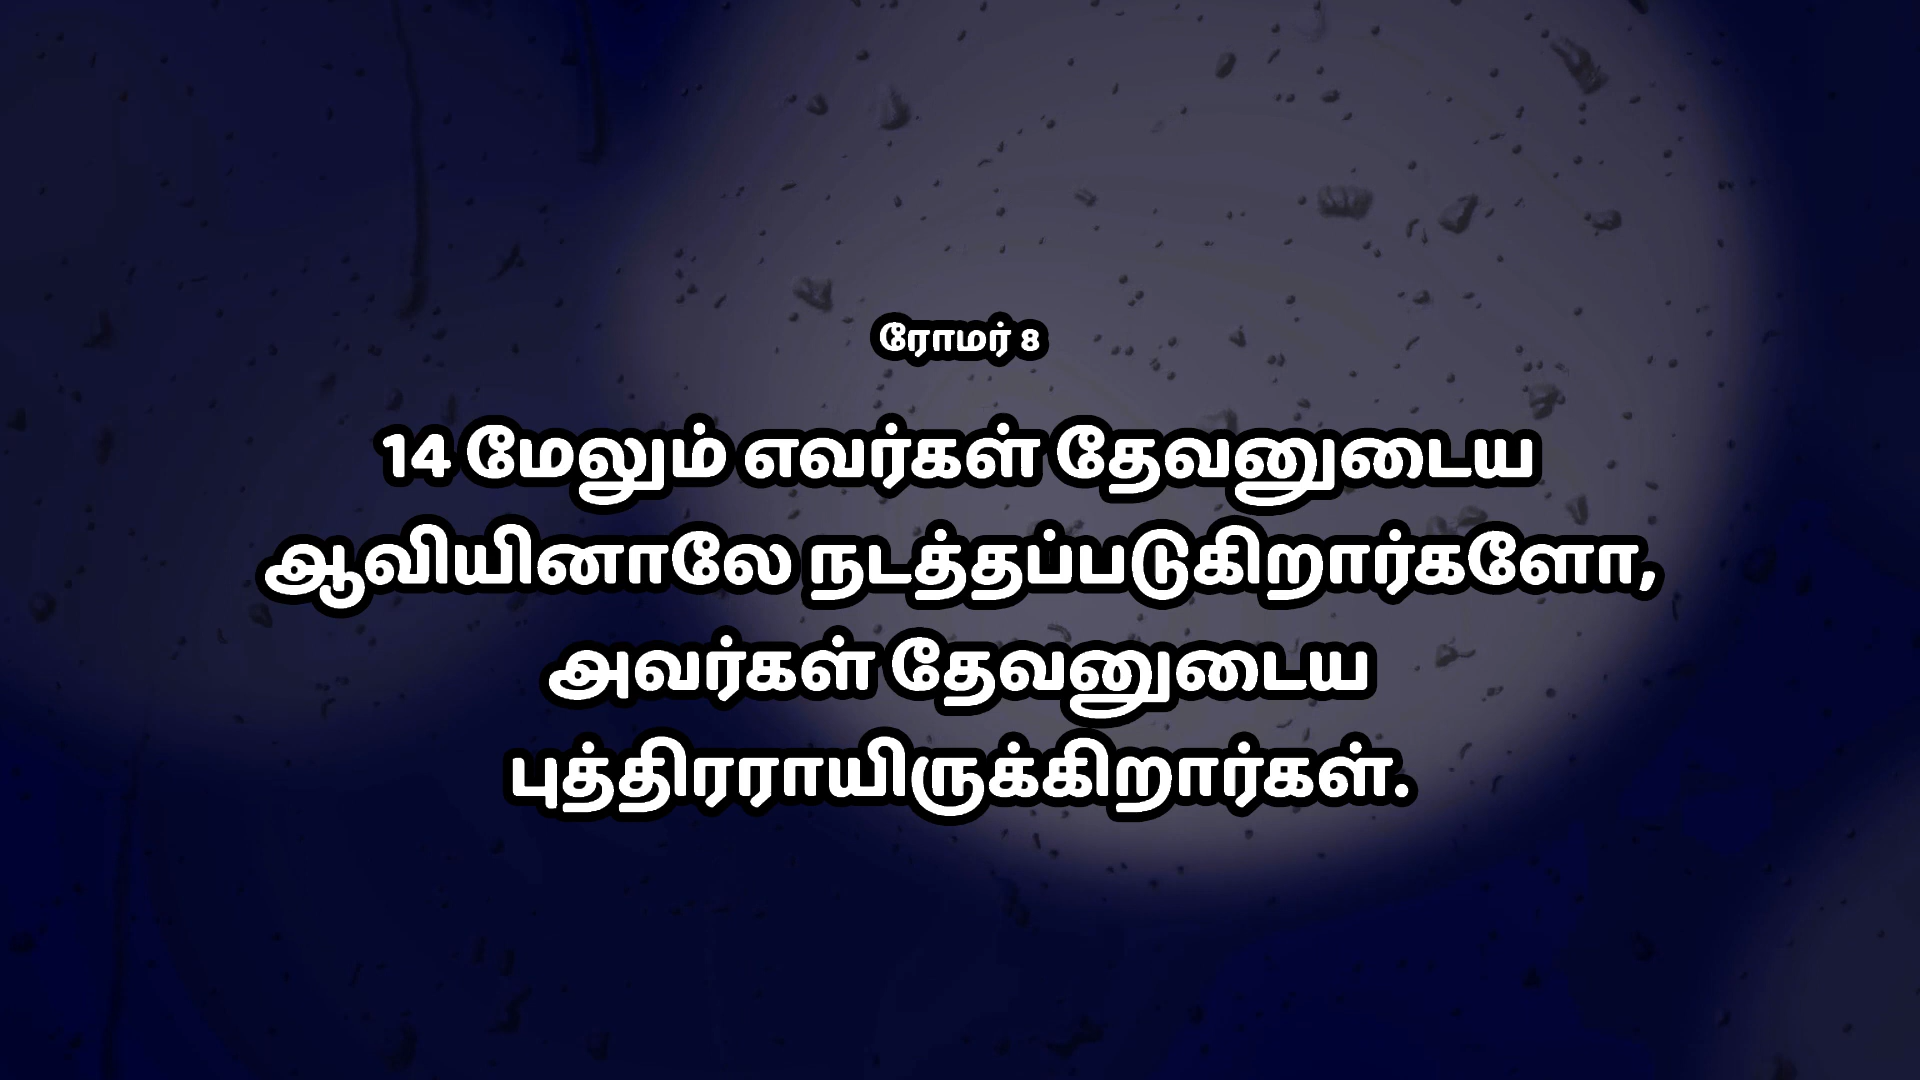 ரோமர் 8
14 மேலும் எவர்கள் தேவனுடைய
ஆவியினாலே நடத்தப்படுகிறார்களோ,
அவர்கள் தேவனுடைய
புத்திரராயிருக்கிறார்கள்.